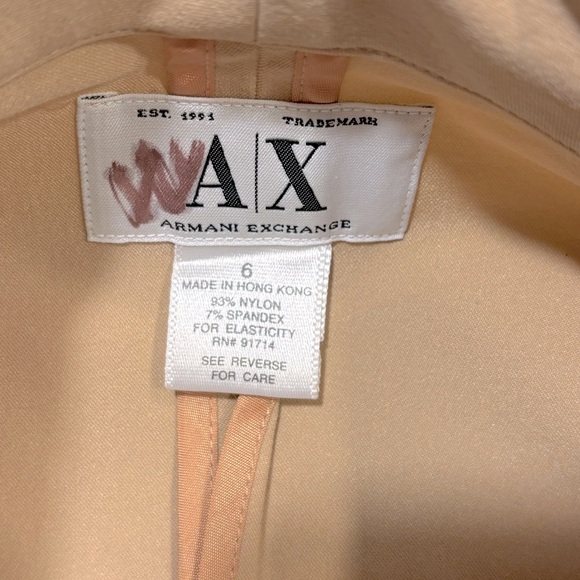 EST. 1991 TRADEMARK
W A|X
ARMANI EXCHANGE
6
MADE IN HONG KONG
93% NYLON
7% SPANDEX
FOR ELASTICITY
RN# 91714
SEE REVERSE
FOR CARE